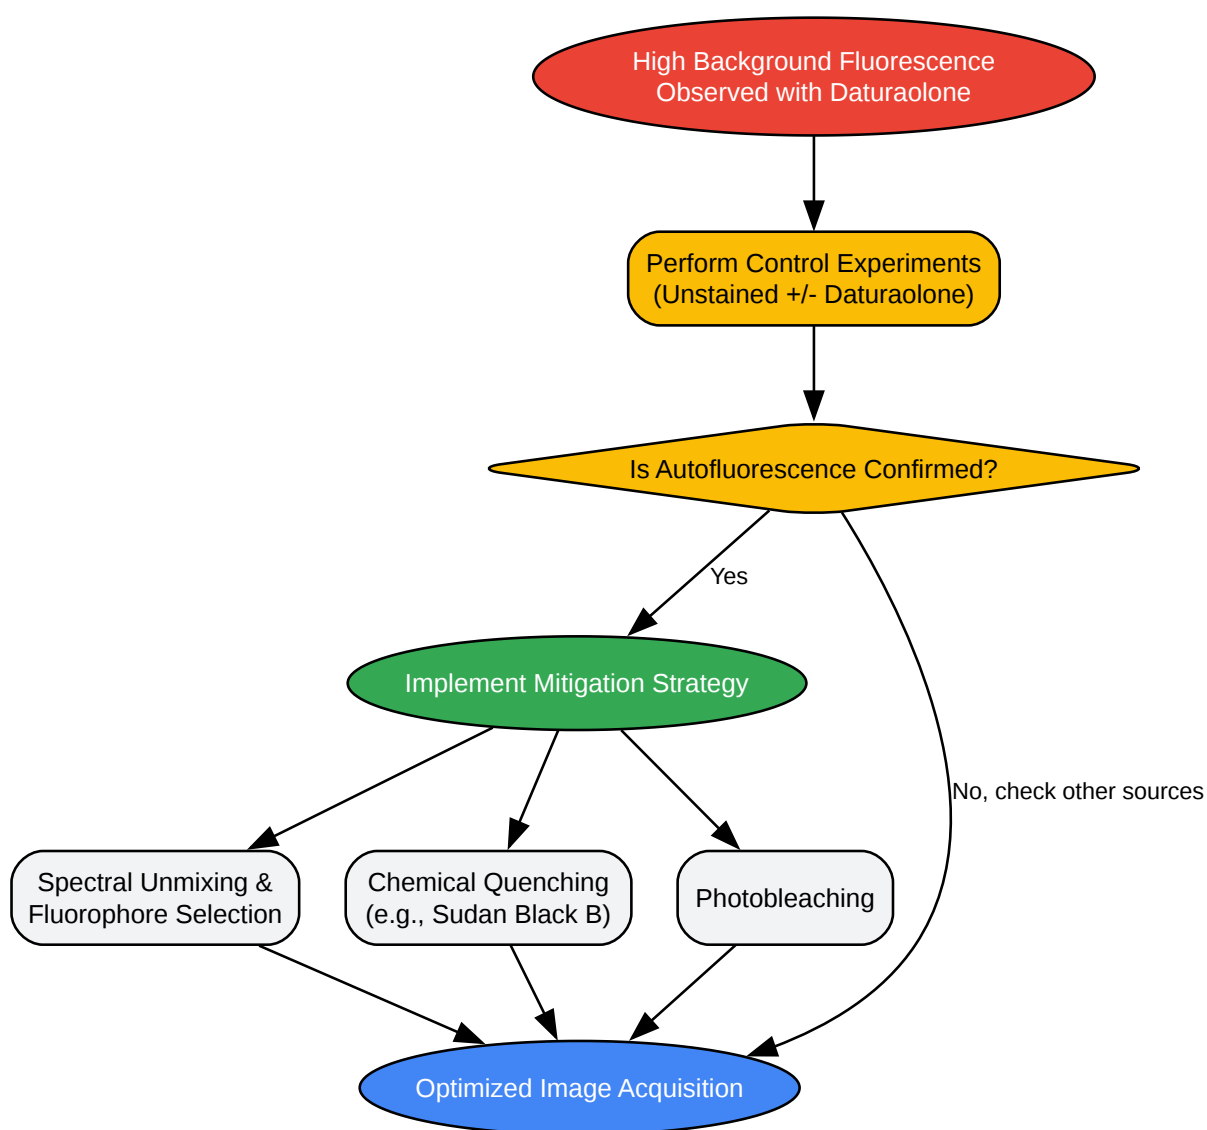 High Background Fluorescence
Observed with Daturaolone
Perform Control Experiments
(Unstained +/- Daturaolone)
Is Autofluorescence Confirmed?
Yes
Implement Mitigation Strategy
No, check other sources
Spectral Unmixing &
Fluorophore Selection
Chemical Quenching
(e.g., Sudan Black B)
Photobleaching
Optimized Image Acquisition